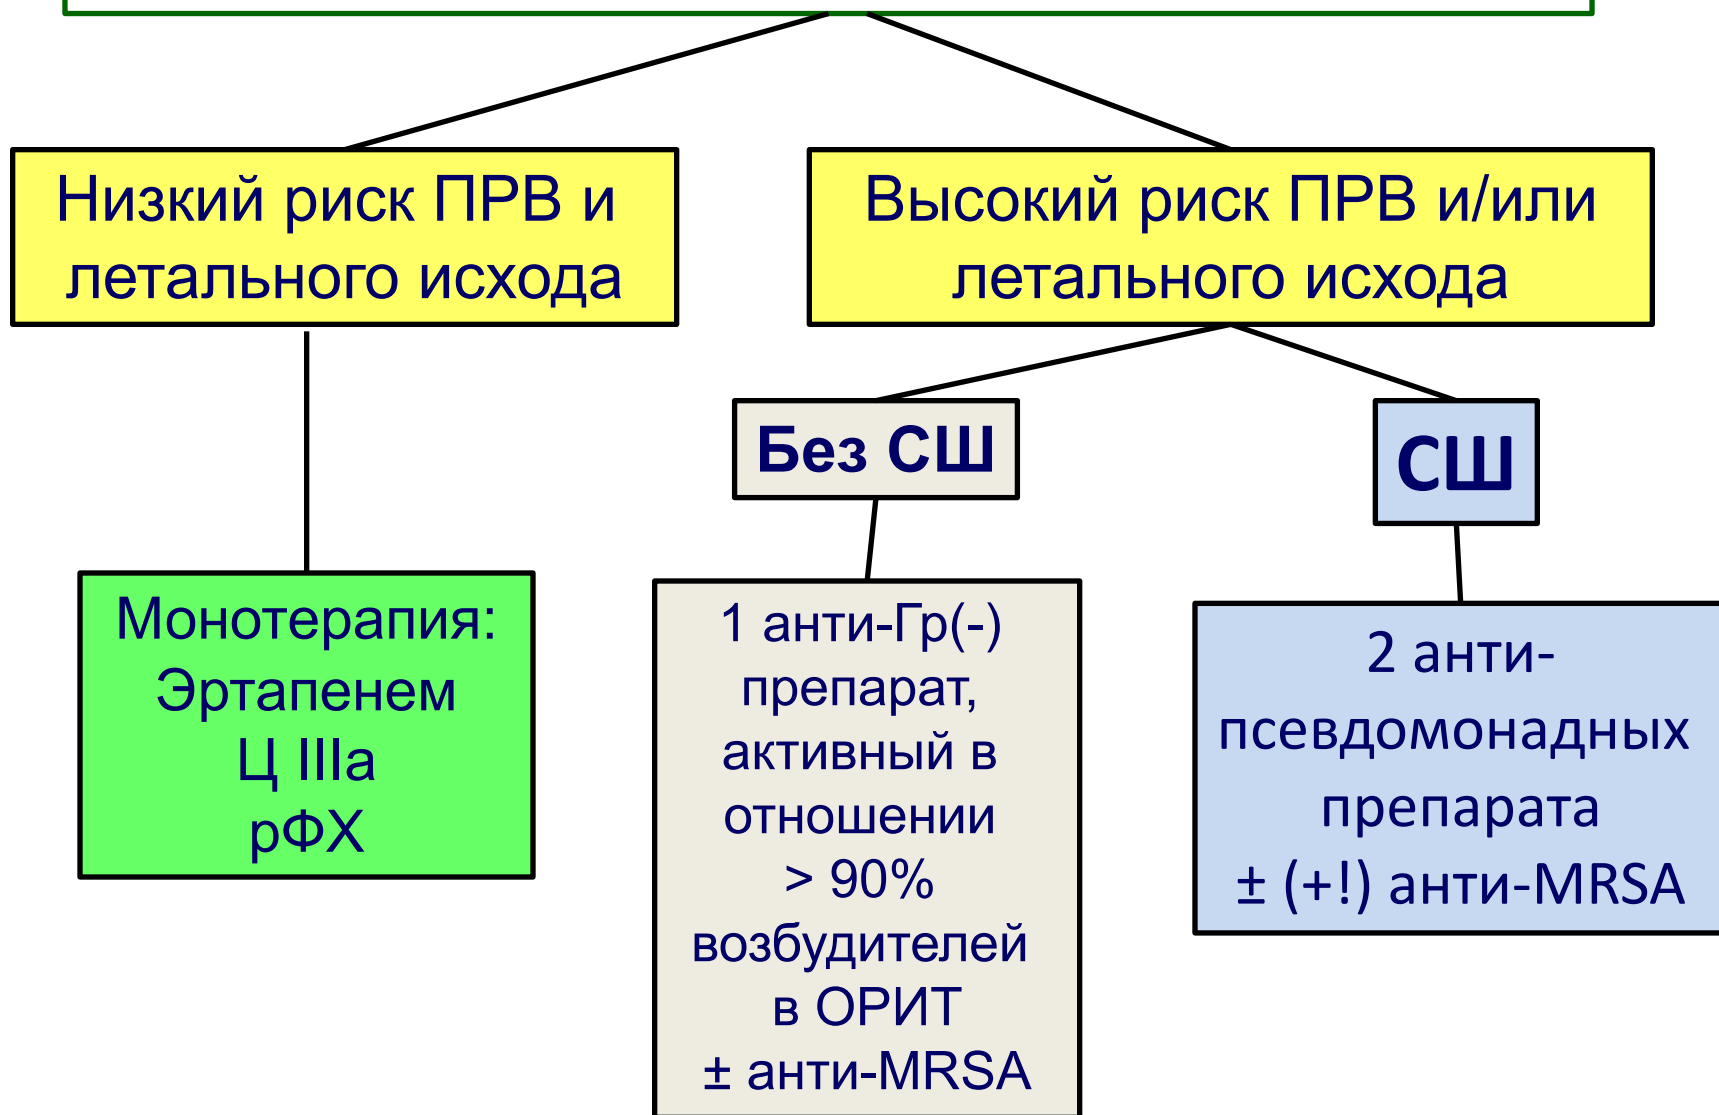 Низкий риск ПРВ и
летального исхода
Высокий риск ПРВ и/или
летального исхода
Без СШ
СШ
Монотерапия:
Эртапенем
Ц IIIa
рФХ
1 анти-Гр(-)
препарат,
активный в
отношении
> 90%
возбудителей
в ОРИТ
± анти-MRSA
2 анти-
псевдомонадных
препарата
± (+!) анти-MRSA